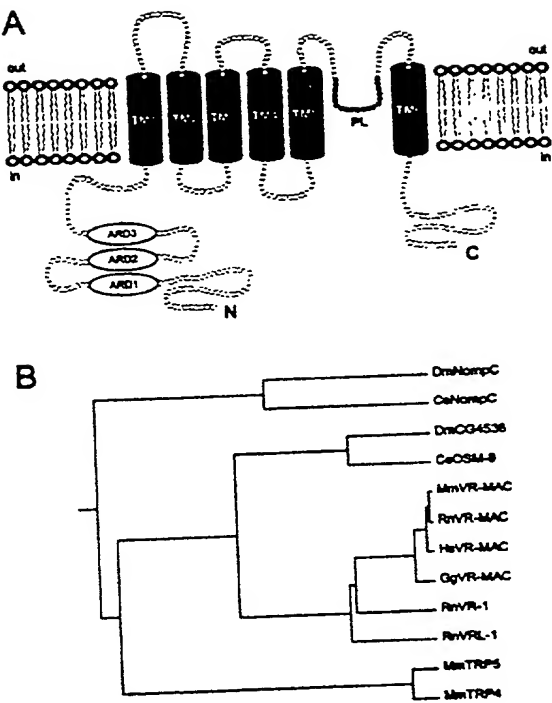 A
out
out
PL
in
in
ARD3
ARD2
ARD1
N
C
B
DmNompC
CeNompC
DmCG4536
CeOSM-9
MmVR-MAC
RnVR-MAC
HsVR-MAC
GgVR-MAC
RnVR-1
RnVRL-1
MmTRP5
MmTRP4